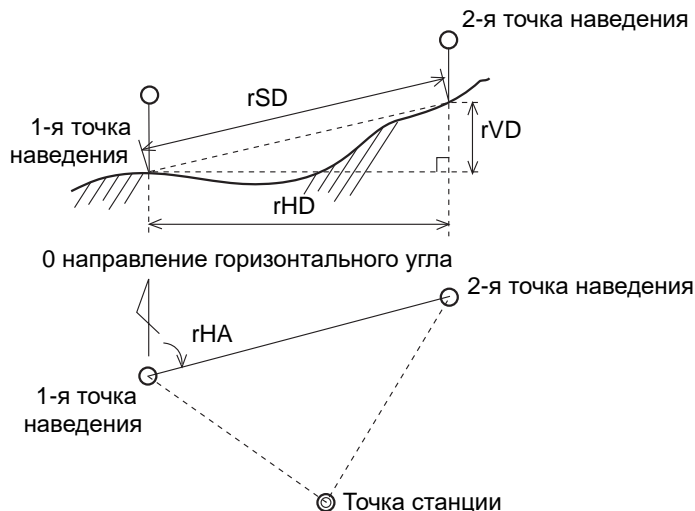 2-я точка наведения
rSD
1-я точка
наведения
rVD
rHD
0 направление горизонтального угла
2-я точка наведения
rHA
1-я точка
наведения
Точка станции